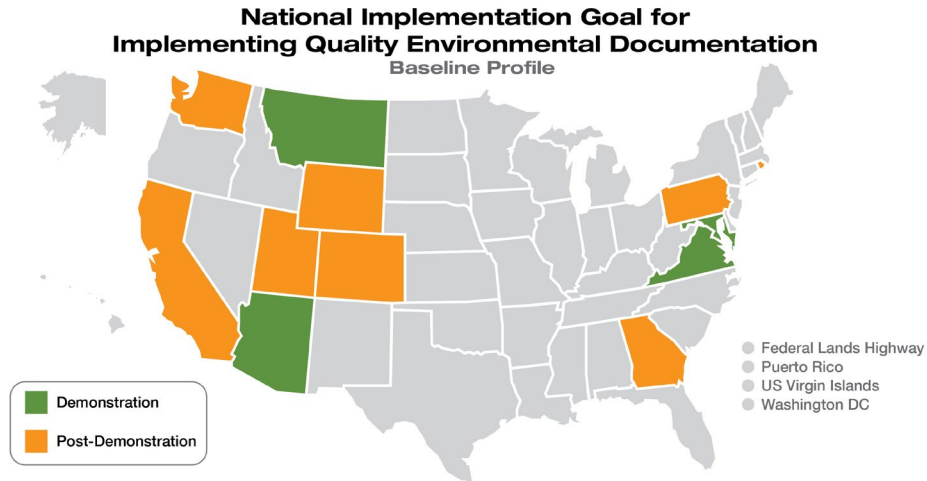 National Implementation Goal for
Implementing Quality Environmental Documentation
Baseline Profile
Federal Lands Highway
Puerto Rico
US Virgin Islands
Washington DC
Demonstration
Post-Demonstration